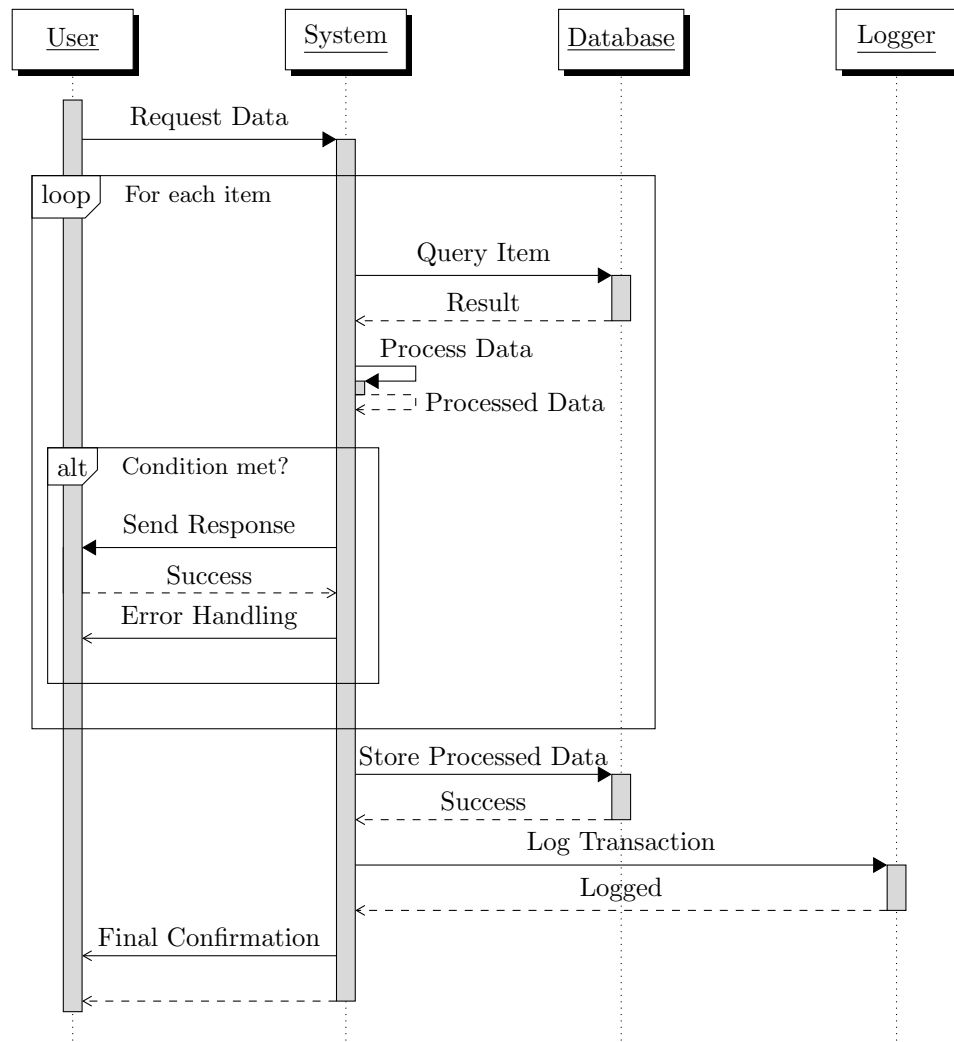 User
System
Database
Logger
Request Data
loop
For each item
Query Item
Result
Process Data
Processed Data
alt
Condition met?
Send Response
Success
Error Handling
Store Processed Data
Success
Log Transaction
Logged
Final Confirmation